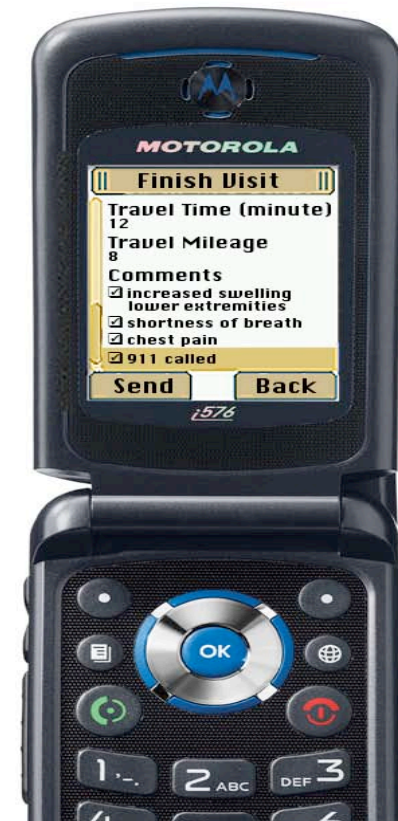 MOTOROLA
Finish Visit
Travel Time (minute)
12
Travel Mileage
8
Comments
increased swelling
lower extremities
shortness of breath
chest pain
911 called
Send Back
i576
OK
1
2 ABC
DEF 3